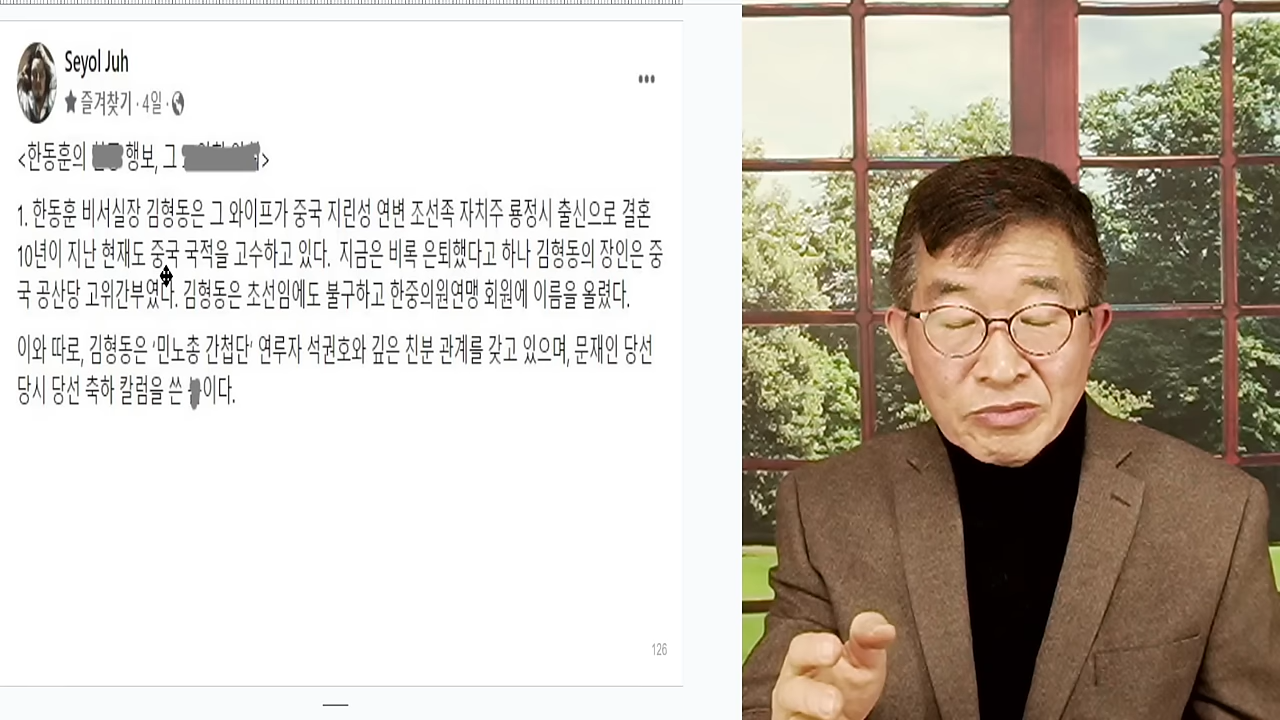 Seyol Juh
즐겨찾기 · 4일 ·
<한동훈의 행보, 그 >
1. 한동훈 비서실장 김형동은 그 와이프가 중국 지린성 연변 조선족 자치주 룡정시 출신으로 결혼
10년이 지난 현재도 중국 국적을 고수하고 있다. 지금은 비록 은퇴했다고 하나 김형동의 장인은 중
국 공산당 고위간부였다. 김형동은 초선임에도 불구하고 한중의원연맹 회원에 이름을 올렸다.
이와 따로, 김형동은 '민노총 간첩단' 연루자 석권호와 깊은 친분 관계를 갖고 있으며, 문재인 당선
당시 당선 축하 칼럼을 쓴 이다.
126